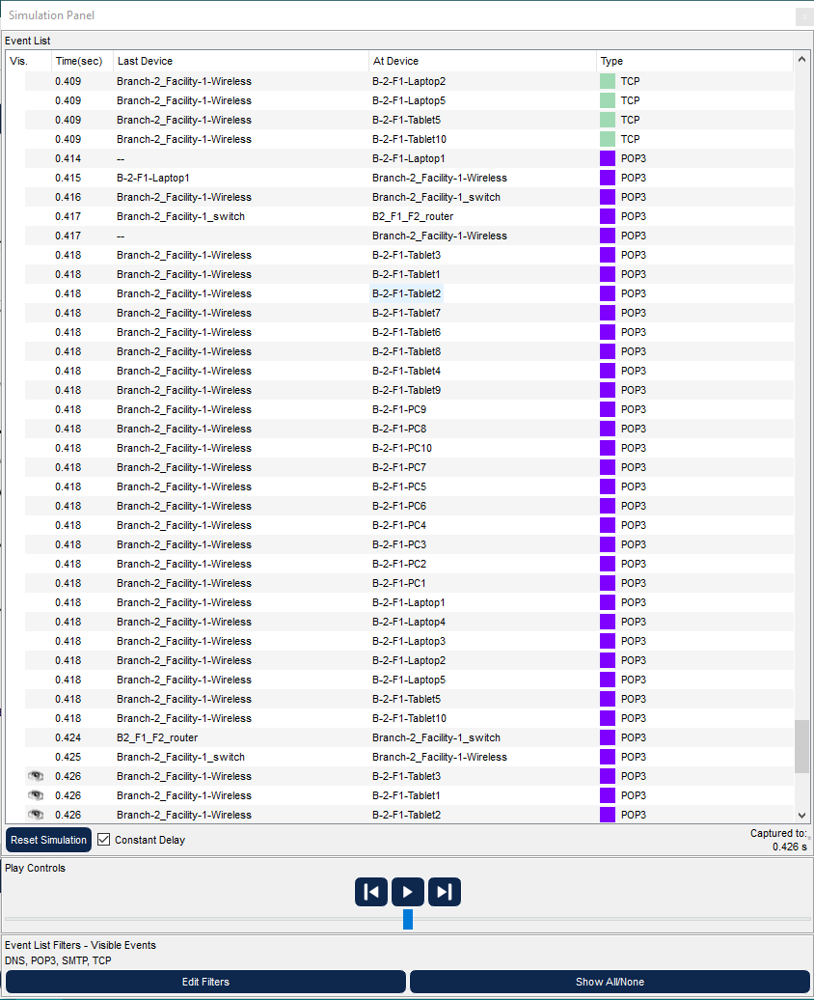 Simulation Panel
x
Event List
Vis. Time(sec) Last Device At Device Type
0.409 Branch-2_Facility-1-Wireless B-2-F1-Laptop2 TCP
0.409 Branch-2_Facility-1-Wireless B-2-F1-Laptop5 TCP
0.409 Branch-2_Facility-1-Wireless B-2-F1-Tablet5 TCP
0.409 Branch-2_Facility-1-Wireless B-2-F1-Tablet10 TCP
0.414 -- B-2-F1-Laptop1 POP3
0.415 B-2-F1-Laptop1 Branch-2_Facility-1-Wireless POP3
0.416 Branch-2_Facility-1-Wireless Branch-2_Facility-1_switch POP3
0.417 Branch-2_Facility-1_switch B2_F1_F2_router POP3
0.417 -- Branch-2_Facility-1-Wireless POP3
0.418 Branch-2_Facility-1-Wireless B-2-F1-Tablet3 POP3
0.418 Branch-2_Facility-1-Wireless B-2-F1-Tablet1 POP3
0.418 Branch-2_Facility-1-Wireless B-2-F1-Tablet2 POP3
0.418 Branch-2_Facility-1-Wireless B-2-F1-Tablet7 POP3
0.418 Branch-2_Facility-1-Wireless B-2-F1-Tablet6 POP3
0.418 Branch-2_Facility-1-Wireless B-2-F1-Tablet8 POP3
0.418 Branch-2_Facility-1-Wireless B-2-F1-Tablet4 POP3
0.418 Branch-2_Facility-1-Wireless B-2-F1-Tablet9 POP3
0.418 Branch-2_Facility-1-Wireless B-2-F1-PC9 POP3
0.418 Branch-2_Facility-1-Wireless B-2-F1-PC8 POP3
0.418 Branch-2_Facility-1-Wireless B-2-F1-PC10 POP3
0.418 Branch-2_Facility-1-Wireless B-2-F1-PC7 POP3
0.418 Branch-2_Facility-1-Wireless B-2-F1-PC5 POP3
0.418 Branch-2_Facility-1-Wireless B-2-F1-PC6 POP3
0.418 Branch-2_Facility-1-Wireless B-2-F1-PC4 POP3
0.418 Branch-2_Facility-1-Wireless B-2-F1-PC3 POP3
0.418 Branch-2_Facility-1-Wireless B-2-F1-PC2 POP3
0.418 Branch-2_Facility-1-Wireless B-2-F1-PC1 POP3
0.418 Branch-2_Facility-1-Wireless B-2-F1-Laptop1 POP3
0.418 Branch-2_Facility-1-Wireless B-2-F1-Laptop4 POP3
0.418 Branch-2_Facility-1-Wireless B-2-F1-Laptop3 POP3
0.418 Branch-2_Facility-1-Wireless B-2-F1-Laptop2 POP3
0.418 Branch-2_Facility-1-Wireless B-2-F1-Laptop5 POP3
0.418 Branch-2_Facility-1-Wireless B-2-F1-Tablet5 POP3
0.418 Branch-2_Facility-1-Wireless B-2-F1-Tablet10 POP3
0.424 B2_F1_F2_router Branch-2_Facility-1_switch POP3
0.425 Branch-2_Facility-1_switch Branch-2_Facility-1-Wireless POP3
0.426 Branch-2_Facility-1-Wireless B-2-F1-Tablet3 POP3
0.426 Branch-2_Facility-1-Wireless B-2-F1-Tablet1 POP3
0.426 Branch-2_Facility-1-Wireless B-2-F1-Tablet2 POP3
Reset Simulation Constant Delay Captured to:
0.426 s
Play Controls
Event List Filters - Visible Events
DNS, POP3, SMTP, TCP
Edit Filters Show All/None